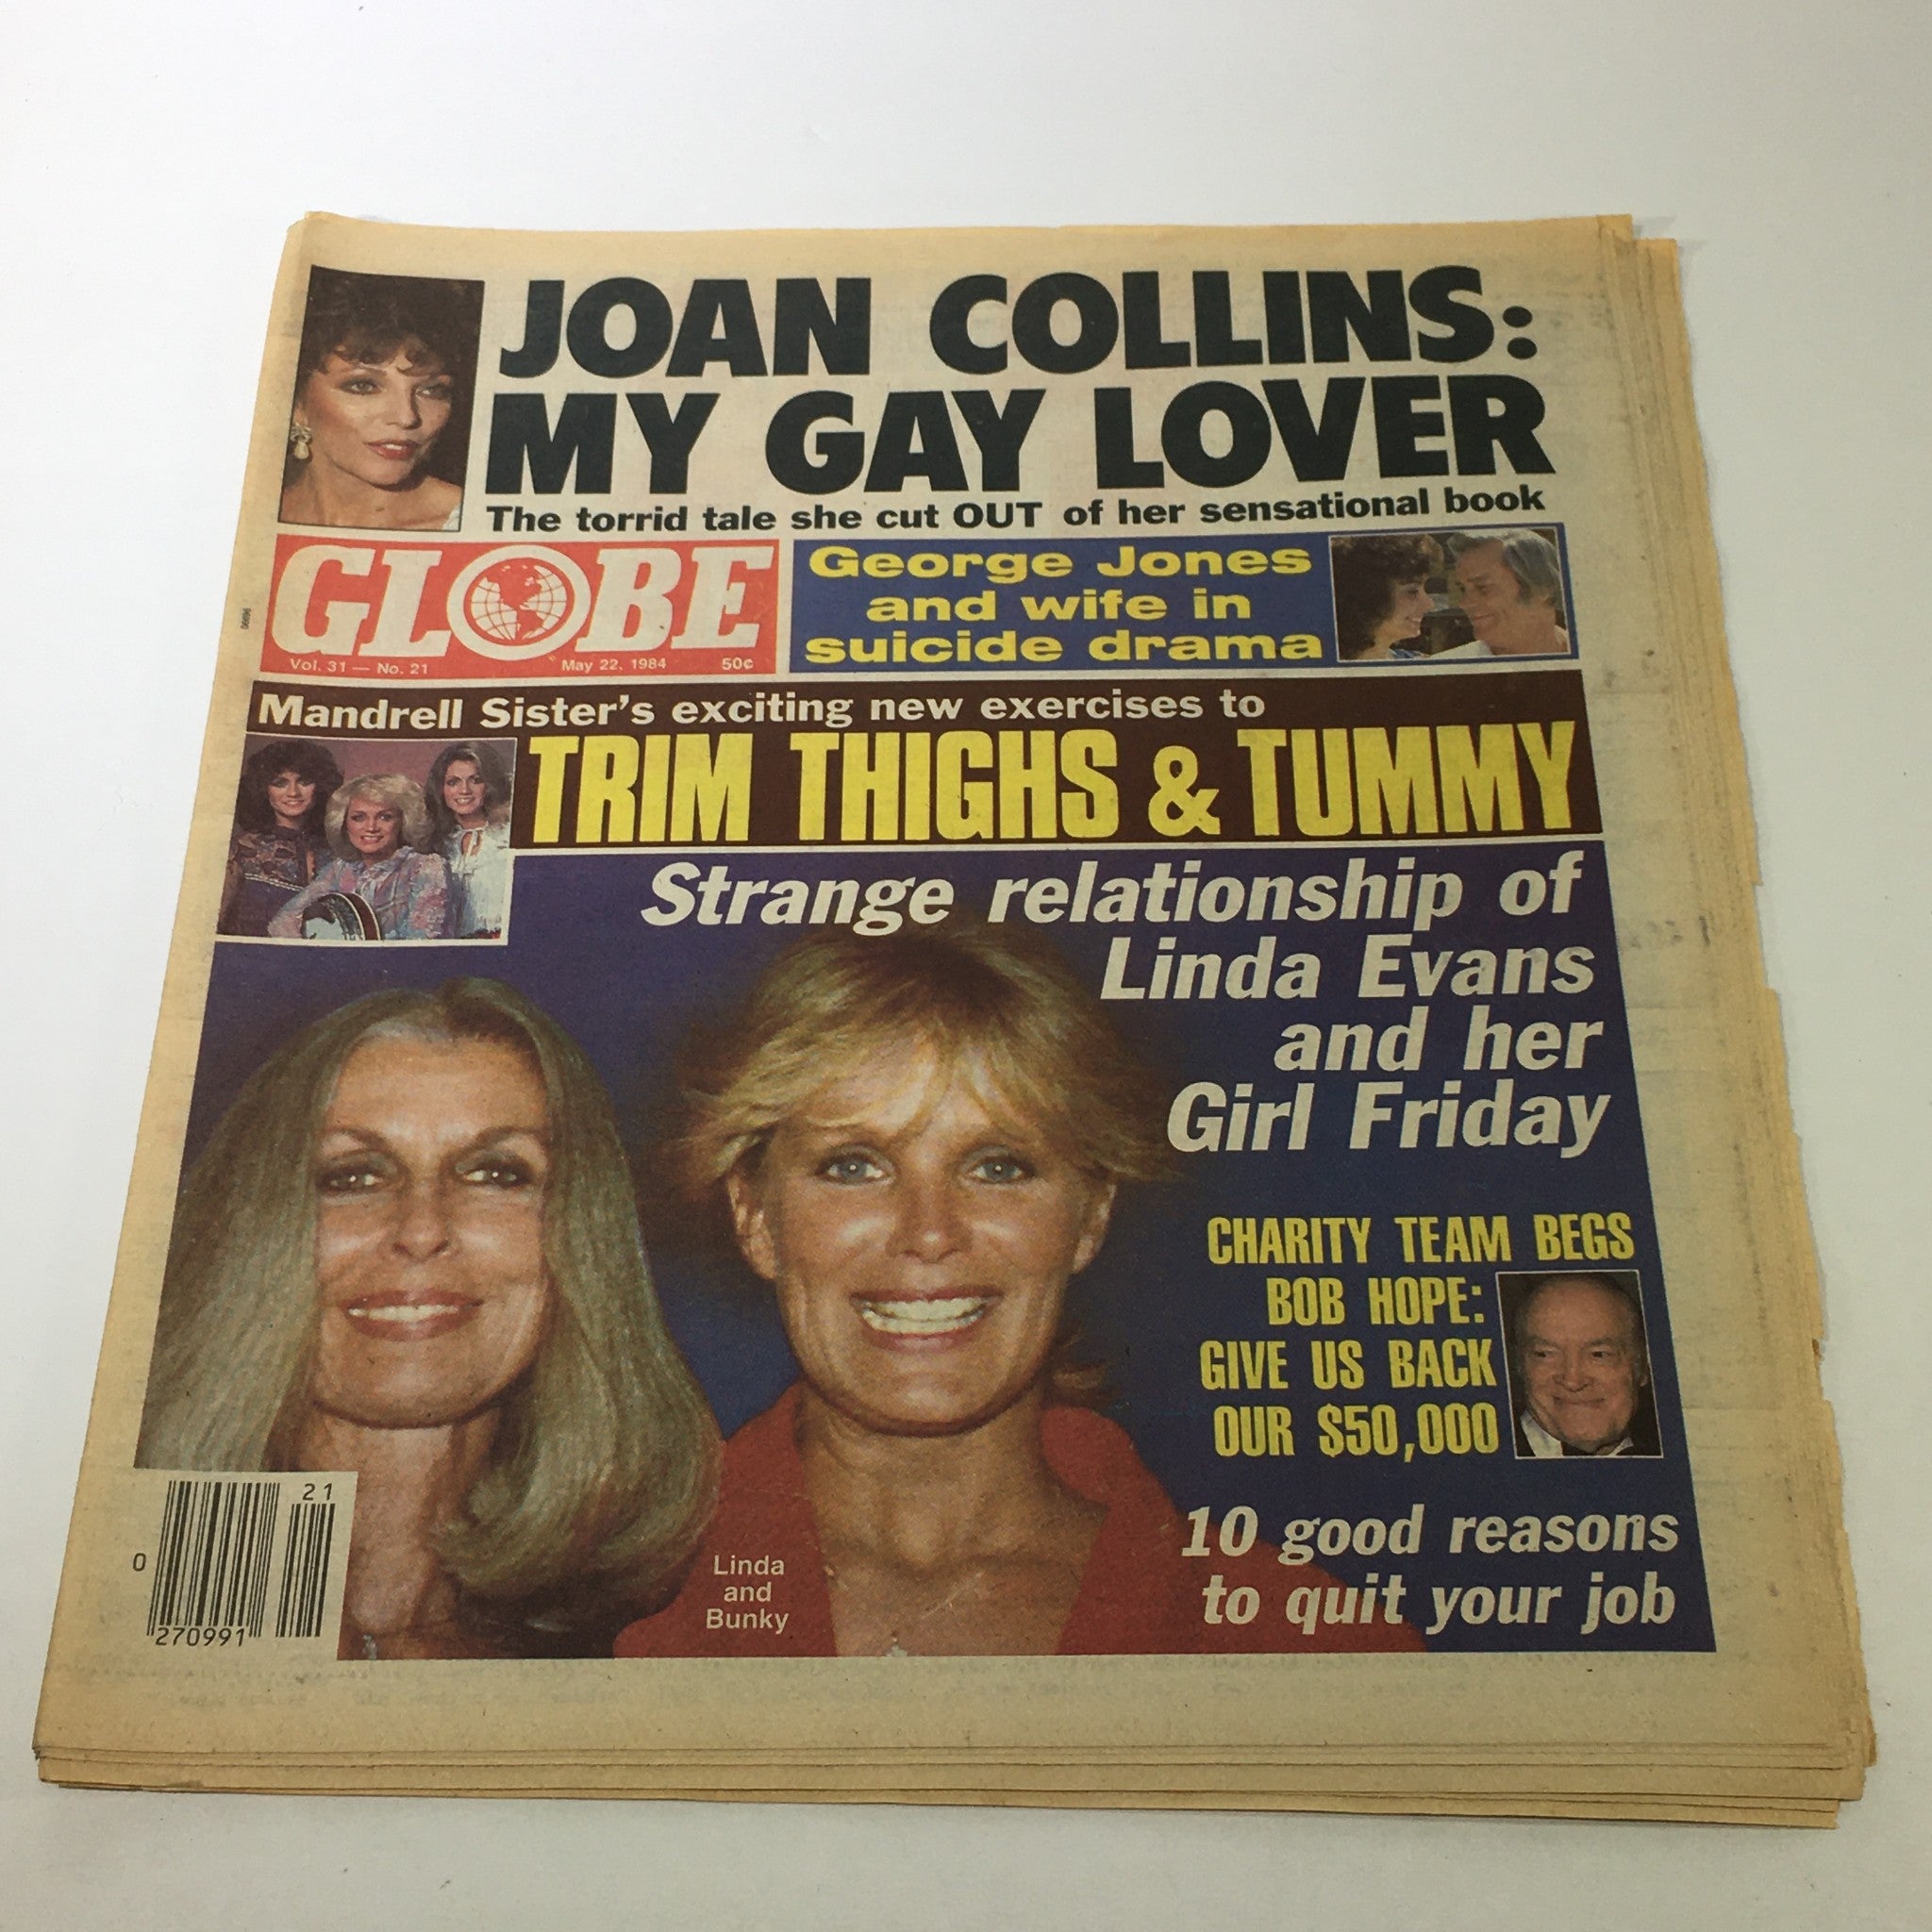 JOAN COLLINS:
MY GAY LOVER
The torrid tale she cut OUT of her sensational book
GLOBE
Vol. 31 — No. 21 May 22, 1984 50¢
George Jones
and wife in
suicide drama
Mandrell Sister's exciting new exercises to
TRIM THIGHS & TUMMY
Strange relationship of
Linda Evans
and her
Girl Friday
CHARITY TEAM BEGS
BOB HOPE:
GIVE US BACK
OUR $50,000
10 good reasons
to quit your job
Linda
and
Bunky
21
0
270991